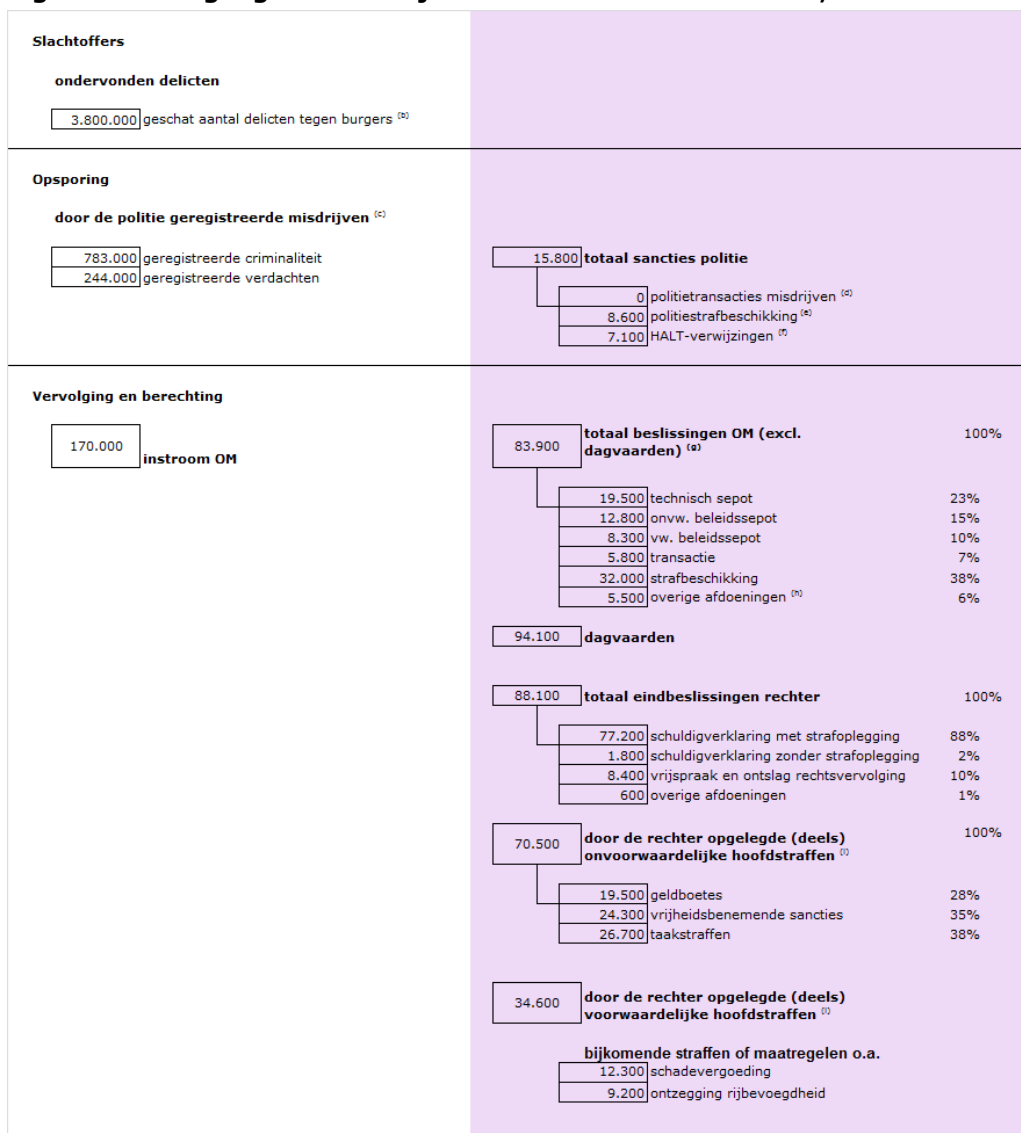 Slachtoffers
ondervonden delicten
3.800.000 geschat aantal delicten tegen burgers (b)
Opsporing
door de politie geregistreerde misdrijven (c)
783.000 geregistreerde criminaliteit
244.000 geregistreerde verdachten
15.800 totaal sancties politie
0 politietransacties misdrijven (d)
8.600 politiestrafbeschikking (e)
7.100 HALT-verwijzingen (f)
Vervolging en berechting
170.000 instroom OM
83.900 totaal beslissingen OM (excl. 100%
dagvaarden) (g)
19.500 technisch sepot 23%
12.800 onvw. beleidssepot 15%
8.300 vw. beleidssepot 10%
5.800 transactie 7%
32.000 strafbeschikking 38%
5.500 overige afdoeningen (h) 6%
94.100 dagvaarden
88.100 totaal eindbeslissingen rechter 100%
77.200 schuldigverklaring met strafoplegging 88%
1.800 schuldigverklaring zonder strafoplegging 2%
8.400 vrijspraak en ontslag rechtsvervolging 10%
600 overige afdoeningen 1%
70.500 door de rechter opgelegde (deels) 100%
onvoorwaardelijke hoofdstraffen (i)
19.500 geldboetes 28%
24.300 vrijheidsbenemende sancties 35%
26.700 taakstraffen 38%
34.600 door de rechter opgelegde (deels)
voorwaardelijke hoofdstraffen (i)
bijkomende straffen of maatregelen o.a.
12.300 schadevergoeding
9.200 ontzegging rijbevoegdheid